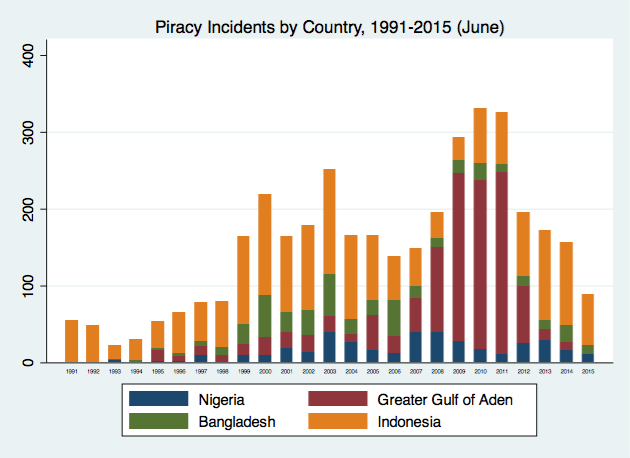 Piracy Incidents by Country, 1991-2015 (June)
400
300
200
100
0
1991 1992 1993 1994 1995 1996 1997 1998 1999 2000 2001 2002 2003 2004 2005 2006 2007 2008 2009 2010 2011 2012 2013 2014 2015
Nigeria Greater Gulf of Aden
Bangladesh Indonesia